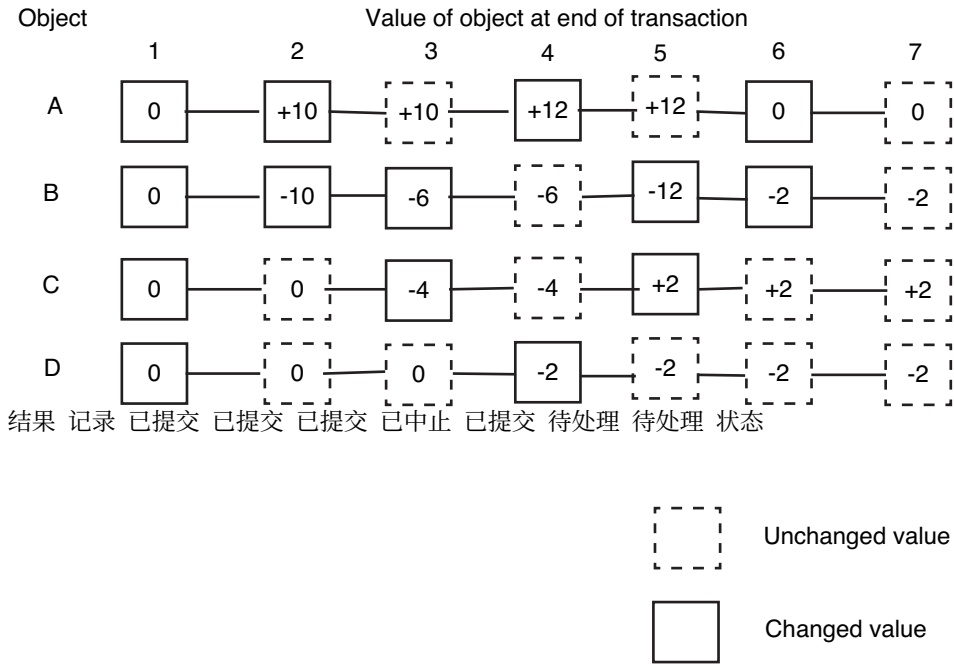 Object Value of object at end of transaction
1 2 3 4 5 6 7
A 0 +10 +10 +12 +12 0 0
B 0 -10 -6 -6 -12 -2 -2
C 0 0 -4 -4 +2 +2 +2
D 0 0 0 -2 -2 -2 -2
结果 记录 已提交 已提交 已提交 已中止 已提交 待处理 待处理 状态
Unchanged value
Changed value